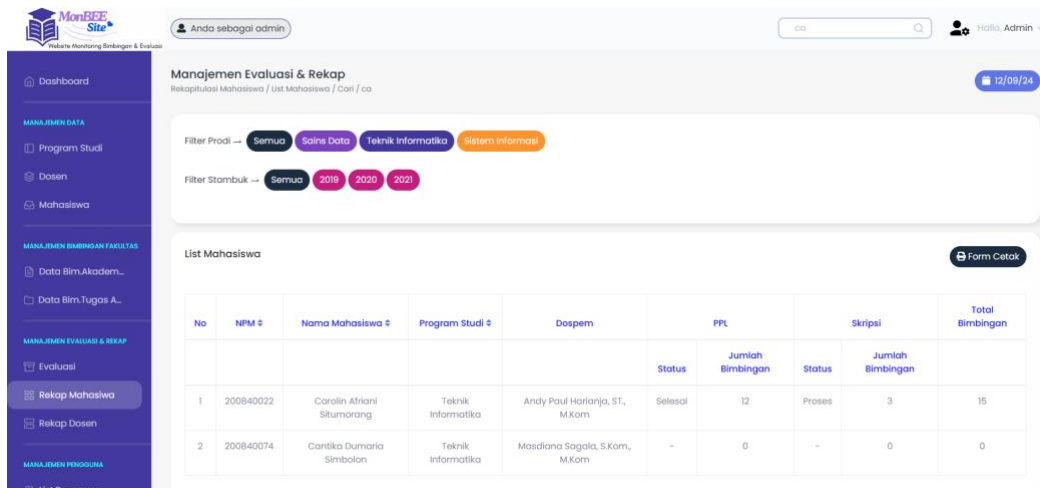 MonBEE
Site
Website Monitoring Bimbingan & Evaluasi
Anda sebagai admin
ca
Hallo, Admin
Dashboard
MANAJEMEN DATA
Program Studi
Dosen
Mahasiswa
MANAJEMEN BIMBINGAN FAKULTAS
Data Bim.Akadem...
Data Bim.Tugas A...
MANAJEMEN EVALUASI & REKAP
Evaluasi
Rekap Mahasiwa
Rekap Dosen
MANAJEMEN PENGGUNA
Manajemen Evaluasi & Rekap
Rekapitulasi Mahasiswa / List Mahasiswa / Cari / ca
12/09/24
Filter Prodi → Semua Sains Data Teknik Informatika Sistem Informasi
Filter Stambuk → Semua 2019 2020 2021
List Mahasiswa
Form Cetak
No NPM Nama Mahasiswa Program Studi Dospem PPL Skripsi Total Bimbingan
Status Jumlah Bimbingan Status Jumlah Bimbingan
1 200840022 Carolin Afriani Situmorang Teknik Informatika Andy Paul Harianja, ST., M.Kom Selesai 12 Proses 3 15
2 200840074 Cantika Dumaria Simbolon Teknik Informatika Masdiana Sagala, S.Kom., M.Kom - 0 - 0 0